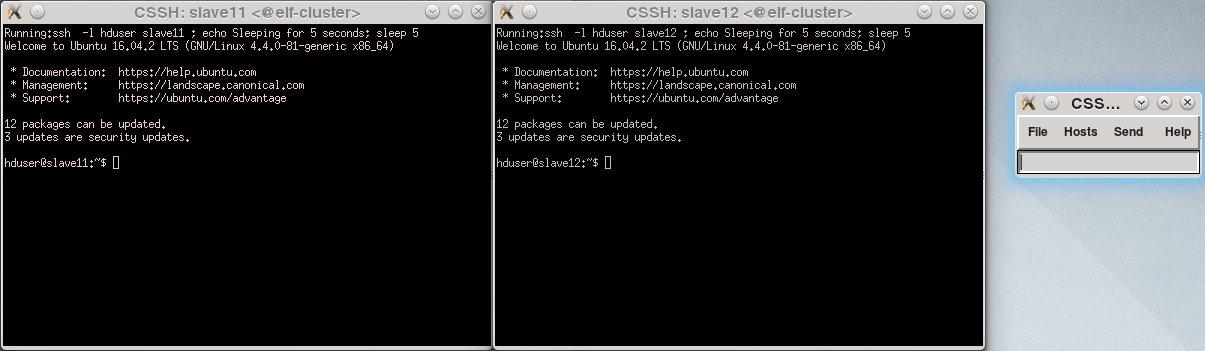 CSSH: slave11 <@elf-cluster>
Running:ssh  -l hduser slave11 ; echo Sleeping for 5 seconds; sleep 5
Welcome to Ubuntu 16.04.2 LTS (GNU/Linux 4.4.0-81-generic x86_64)
* Documentation:  https://help.ubuntu.com
* Management:     https://landscape.canonical.com
* Support:        https://ubuntu.com/advantage
12 packages can be updated.
3 updates are security updates.
hduser@slave11:~$
CSSH: slave12 <@elf-cluster>
Running:ssh  -l hduser slave12 ; echo Sleeping for 5 seconds; sleep 5
Welcome to Ubuntu 16.04.2 LTS (GNU/Linux 4.4.0-81-generic x86_64)
* Documentation:  https://help.ubuntu.com
* Management:     https://landscape.canonical.com
* Support:        https://ubuntu.com/advantage
12 packages can be updated.
3 updates are security updates.
hduser@slave12:~$
CSS...
File Hosts Send Help